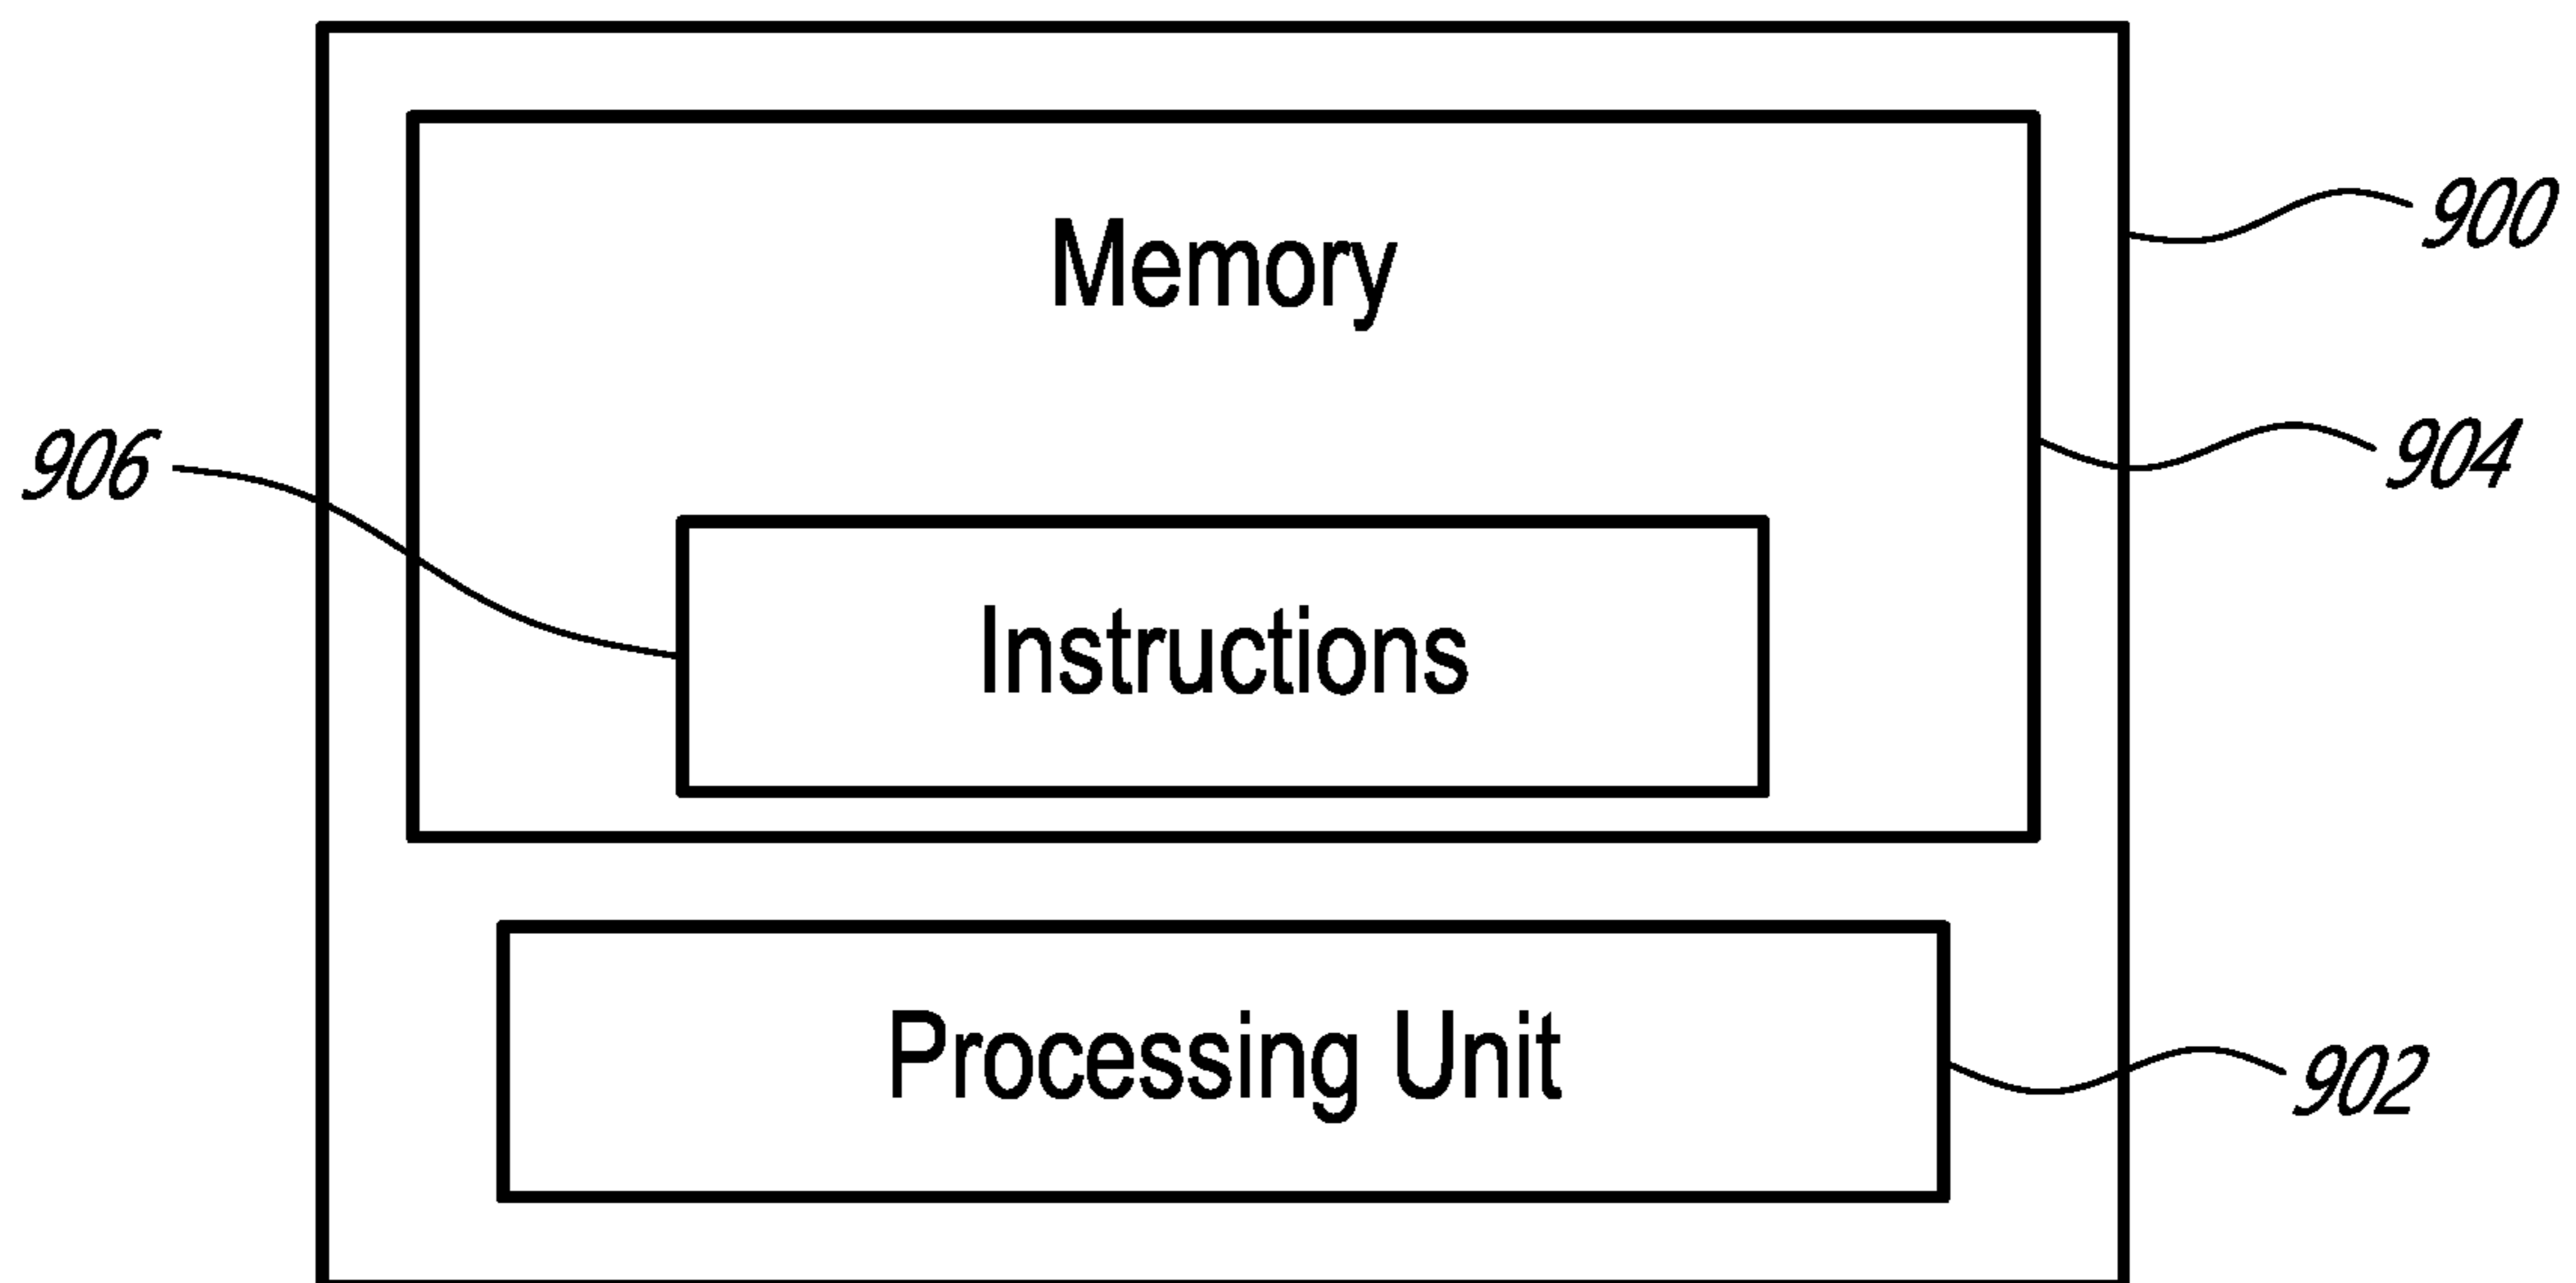 Memory
900
904
906
Instructions
Processing Unit
902